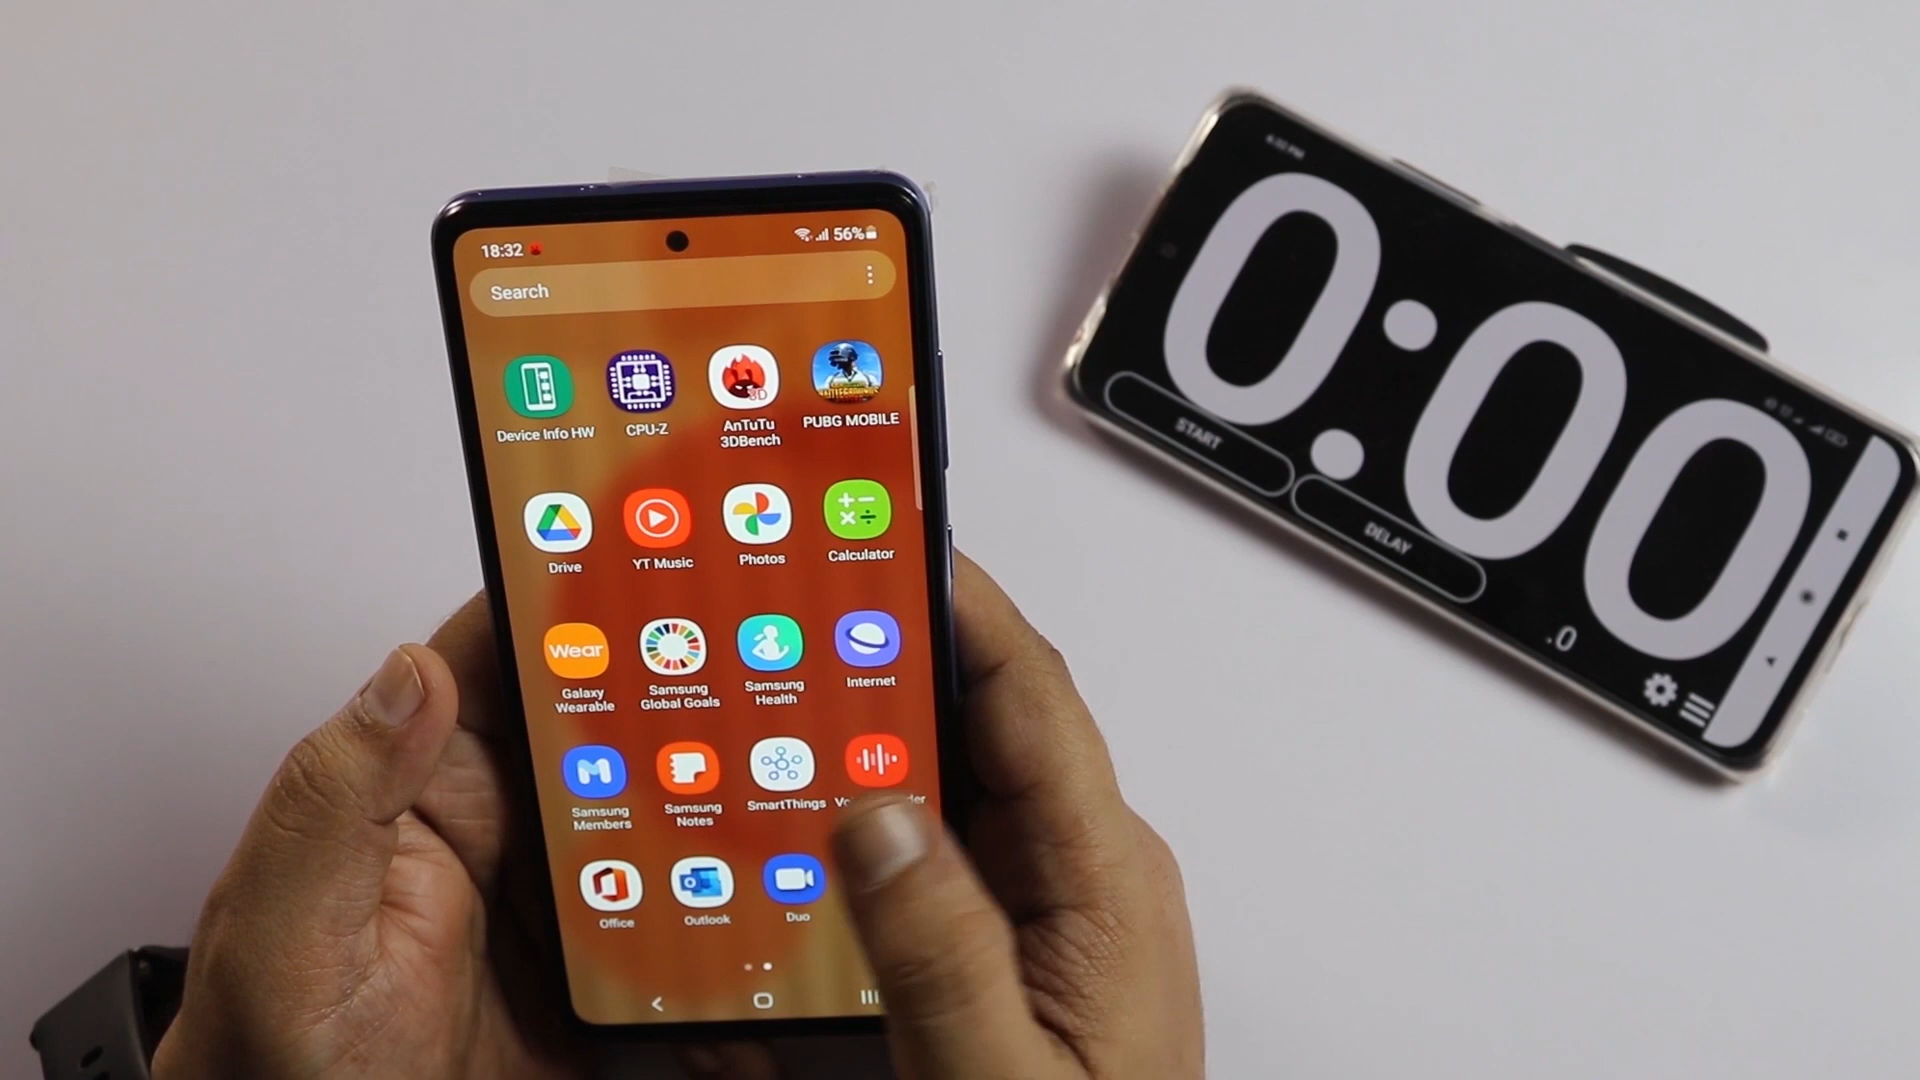 18:32
56%
Search
Device Info HW
CPU-Z
AnTuTu
3DBench
3D
PUBG MOBILE
Drive
YT Music
Photos
Calculator
Wear
Galaxy
Wearable
Samsung
Global Goals
Samsung
Health
Internet
Samsung
Members
Samsung
Notes
SmartThings
Office
Outlook
Duo
0:00
.0
START
DELAY